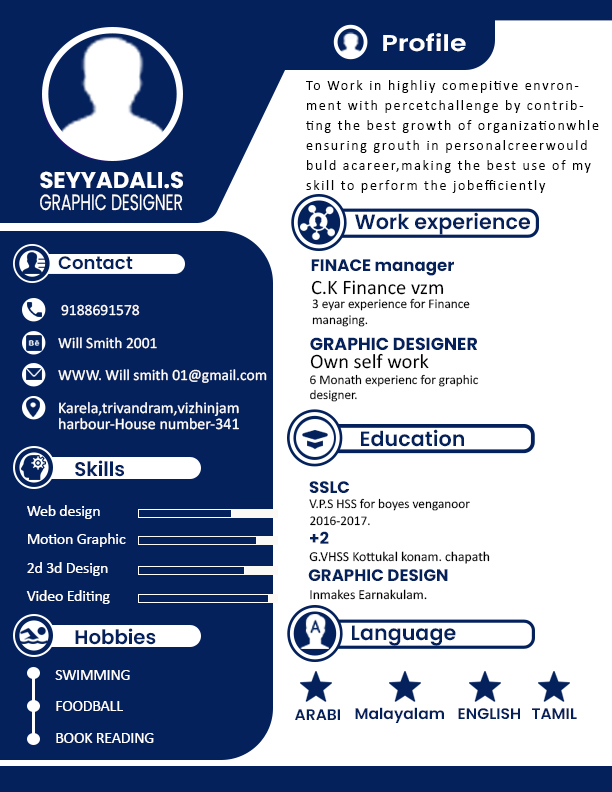 SEYYADALI.S
GRAPHIC DESIGNER
Contact
9188691578
Bē
Will Smith 2001
WWW. Will smith 01@gmail.com
Karela,trivandram,vizhinjam
harbour-House number-341
Skills
Web design
Motion Graphic
2d 3d Design
Video Editing
Hobbies
SWIMMING
FOODBALL
BOOK READING
Profile
To Work in highliy comepitive envron-
ment with percetchallenge by contrib-
ting the best growth of organizationwhle
ensuring grouth in personalcreerwould
buld acareer,making the best use of my
skill to perform the jobefficiently
Work experience
FINACE manager
C.K Finance vzm
3 eyar experience for Finance
managing.
GRAPHIC DESIGNER
Own self work
6 Monath experienc for graphic
designer.
Education
SSLC
V.P.S HSS for boyes venganoor
2016-2017.
+2
G.VHSS Kottukal konam. chapath
GRAPHIC DESIGN
Inmakes Earnakulam.
A
Language
ARABI Malayalam ENGLISH TAMIL